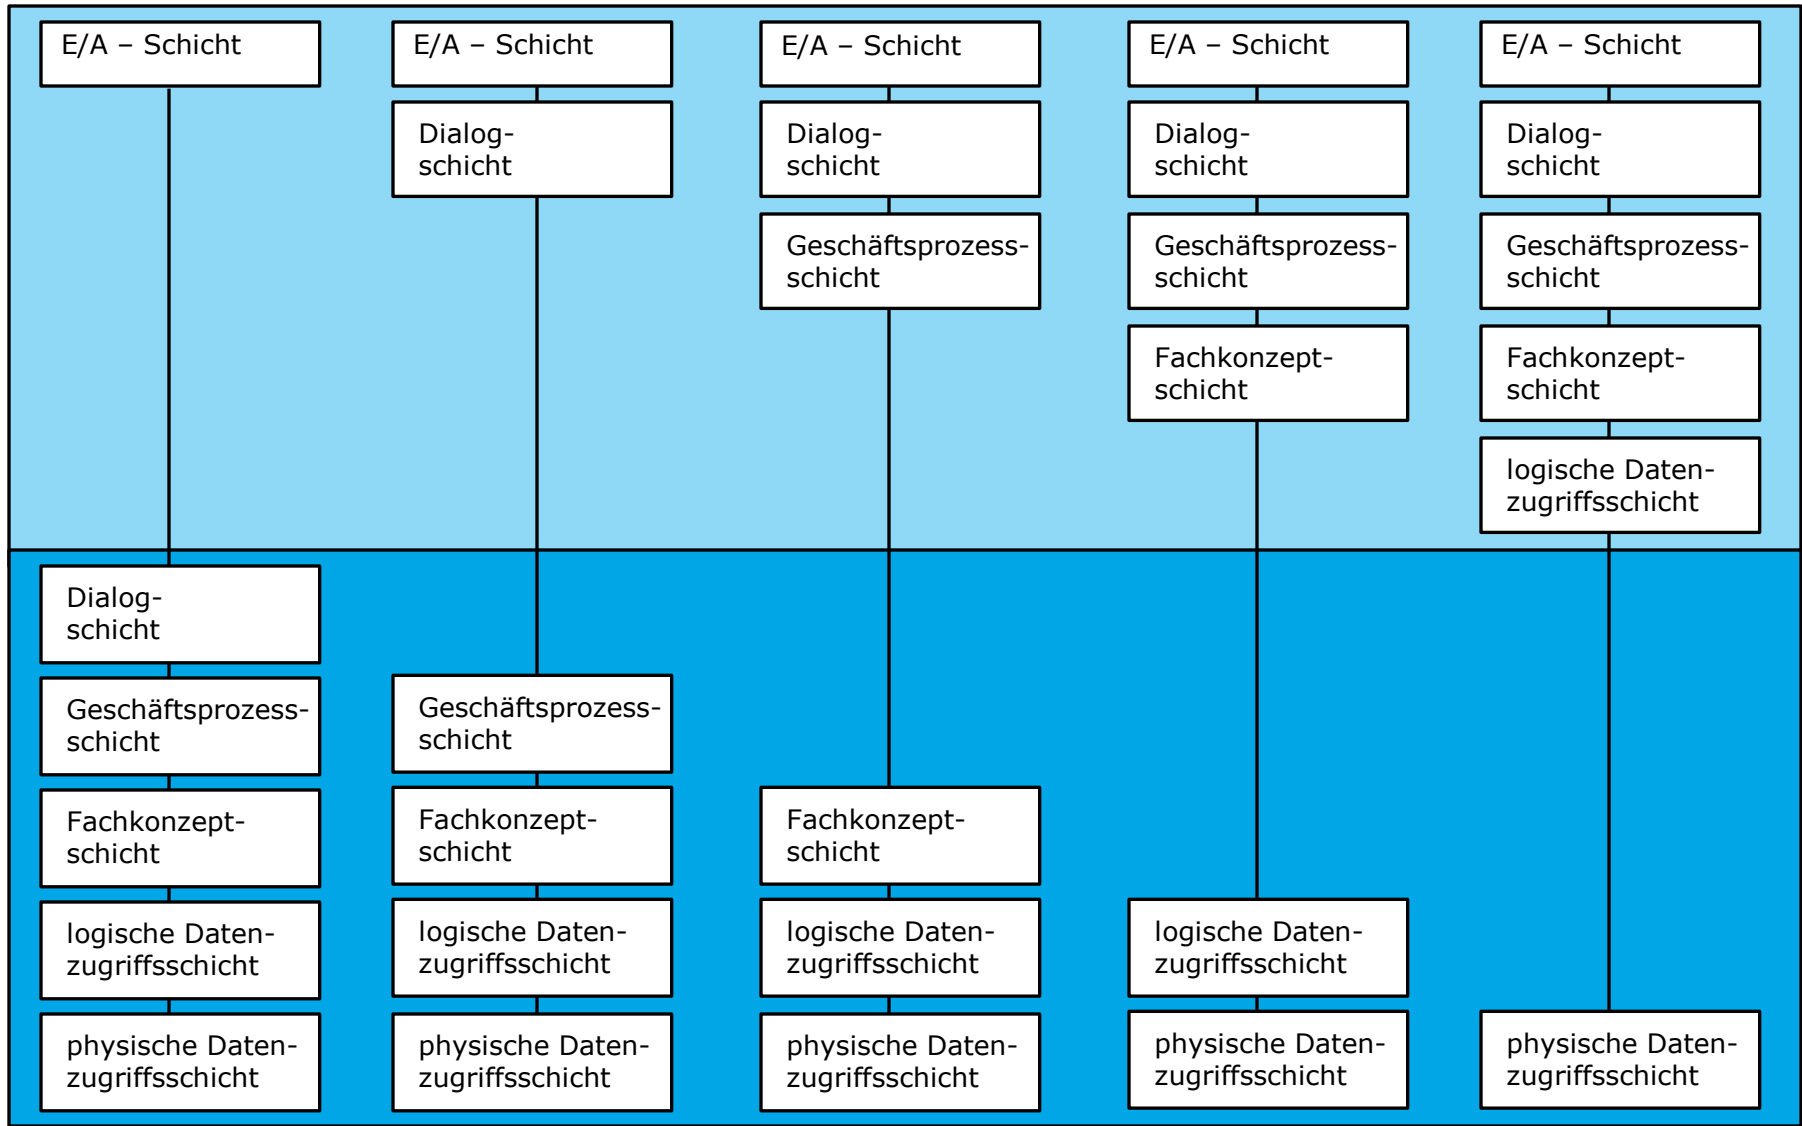 E/A – Schicht
Dialog-
schicht
Geschäftsprozess-
schicht
Fachkonzept-
schicht
logische Daten-
zugriffsschicht
physische Daten-
zugriffsschicht
E/A – Schicht
Dialog-
schicht
Geschäftsprozess-
schicht
Fachkonzept-
schicht
logische Daten-
zugriffsschicht
physische Daten-
zugriffsschicht
E/A – Schicht
Dialog-
schicht
Geschäftsprozess-
schicht
Fachkonzept-
schicht
logische Daten-
zugriffsschicht
physische Daten-
zugriffsschicht
E/A – Schicht
Dialog-
schicht
Geschäftsprozess-
schicht
Fachkonzept-
schicht
logische Daten-
zugriffsschicht
physische Daten-
zugriffsschicht
E/A – Schicht
Dialog-
schicht
Geschäftsprozess-
schicht
Fachkonzept-
schicht
logische Daten-
zugriffsschicht
physische Daten-
zugriffsschicht